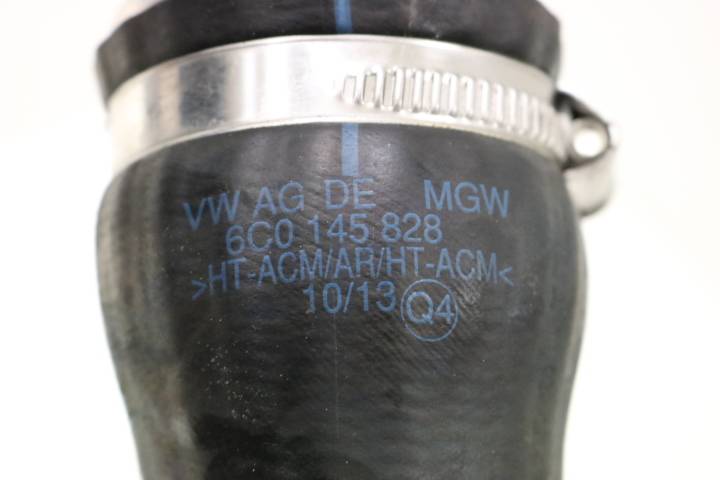 VW AG DE MGW
6C0 145 828
>HT-ACM/AR/HT-ACM<
10/13 Q4